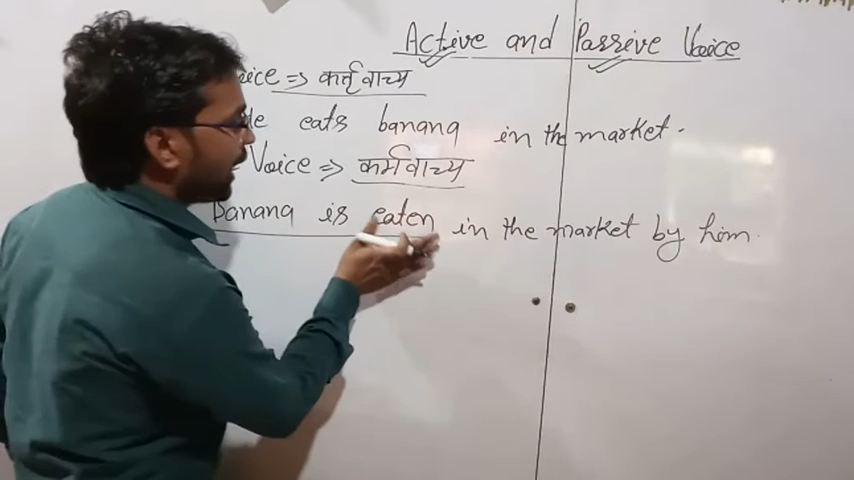 Active and Passive Voice
Voice => कर्तृवाच्य
eats banana in the market.
Voice => कर्मवाच्य
Banana is eaten in the market by him.